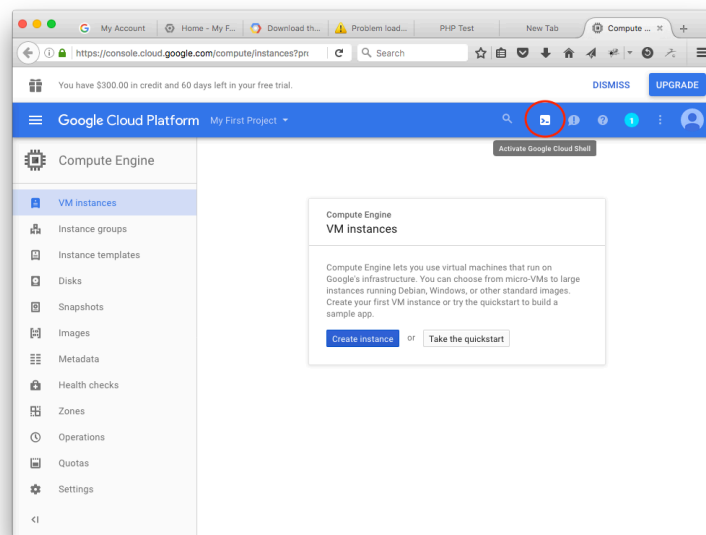 My Account
Home - My F...
Download th...
Problem load...
PHP Test
New Tab
Compute ...
https://console.cloud.google.com/compute/instances?pro
Search
You have $300.00 in credit and 60 days left in your free trial.
DISMISS
UPGRADE
Google Cloud Platform
My First Project
1
Activate Google Cloud Shell
Compute Engine
VM instances
Instance groups
Instance templates
Disks
Snapshots
Images
Metadata
Health checks
Zones
Operations
Quotas
Settings
Compute Engine
VM instances
Compute Engine lets you use virtual machines that run on
Google's infrastructure. You can choose from micro-VMs to large
instances running Debian, Windows, or other standard images.
Create your first VM instance or try the quickstart to build a
sample app.
Create instance or Take the quickstart